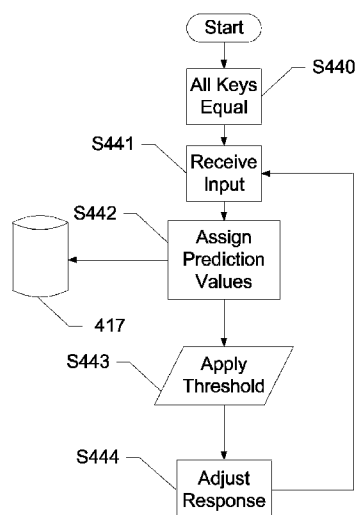 Start
All Keys
Equal
S440
S441
Receive
Input
S442
Assign
Prediction
Values
417
S443
Apply
Threshold
S444
Adjust
Response